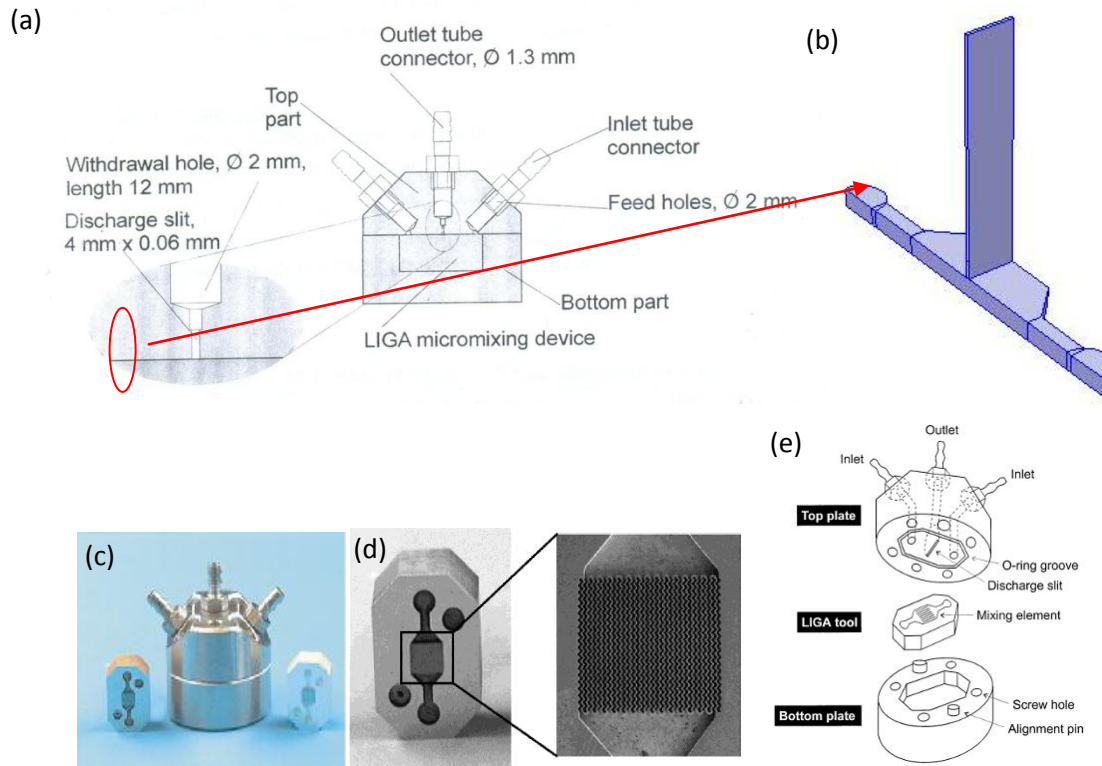 (a)
Outlet tube
connector, Ø 1.3 mm
Top
part
Inlet tube
connector
Withdrawal hole, Ø 2 mm,
length 12 mm
Feed holes, Ø 2 mm
Discharge slit,
4 mm x 0.06 mm
Bottom part
LIGA micromixing device
(b)
(c)
(d)
(e)
Outlet
Inlet
Inlet
Top plate
O-ring groove
Discharge slit
LIGA tool
Mixing element
Screw hole
Bottom plate
Alignment pin